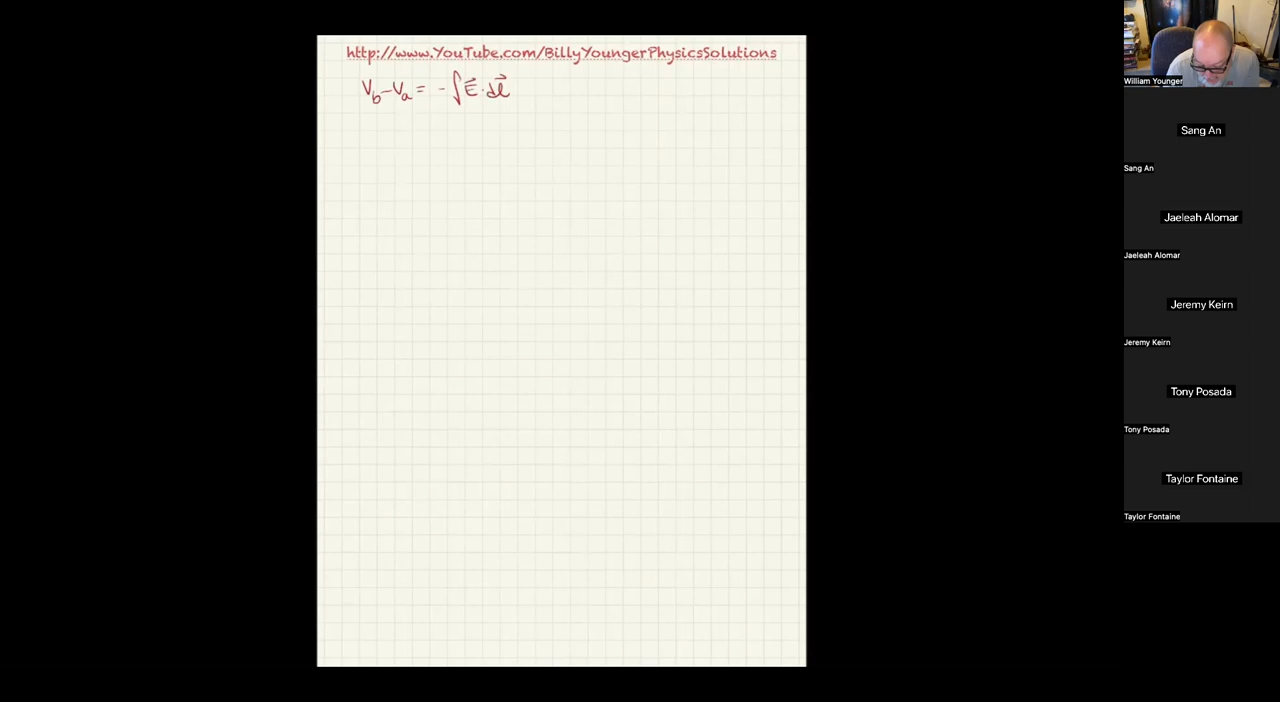 http://www.YouTube.com/BillyYoungerPhysicsSolutions
V_b - V_a = - ∫ E⃗ · dl⃗
William Younger
Sang An
Sang An
Jaeleah Alomar
Jaeleah Alomar
Jeremy Keirn
Jeremy Keirn
Tony Posada
Tony Posada
Taylor Fontaine
Taylor Fontaine